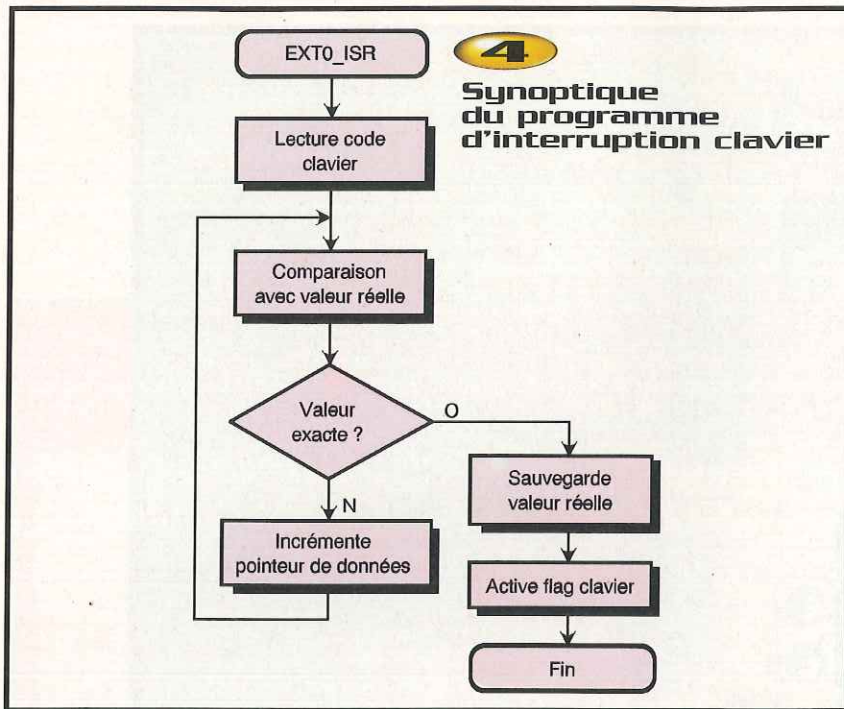 EXT0_ISR
4
Synoptique
du programme
d'interruption clavier
Lecture code
clavier
Comparaison
avec valeur réelle
Valeur
exacte ?
O
N
Sauvegarde
valeur réelle
Incrémente
pointeur de données
Active flag clavier
Fin